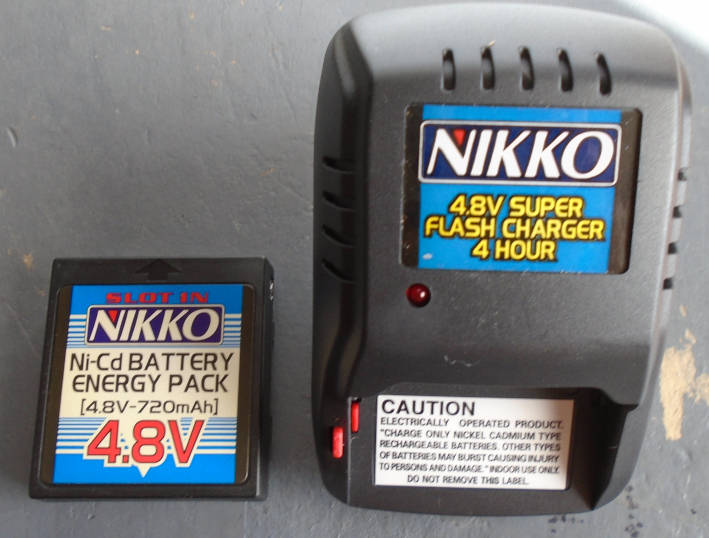 SLOT IN
NIKKO
Ni-Cd BATTERY
ENERGY PACK
[4.8V-720mAh]
4.8V
NIKKO
4.8V SUPER
FLASH CHARGER
4 HOUR
CAUTION
ELECTRICALLY OPERATED PRODUCT.
"CHARGE ONLY NICKEL CADMIUM TYPE
RECHARGEABLE BATTERIES. OTHER TYPES
OF BATTERIES MAY BURST CAUSING INJURY
TO PERSONS AND DAMAGE." INDOOR USE ONLY.
DO NOT REMOVE THIS LABEL.